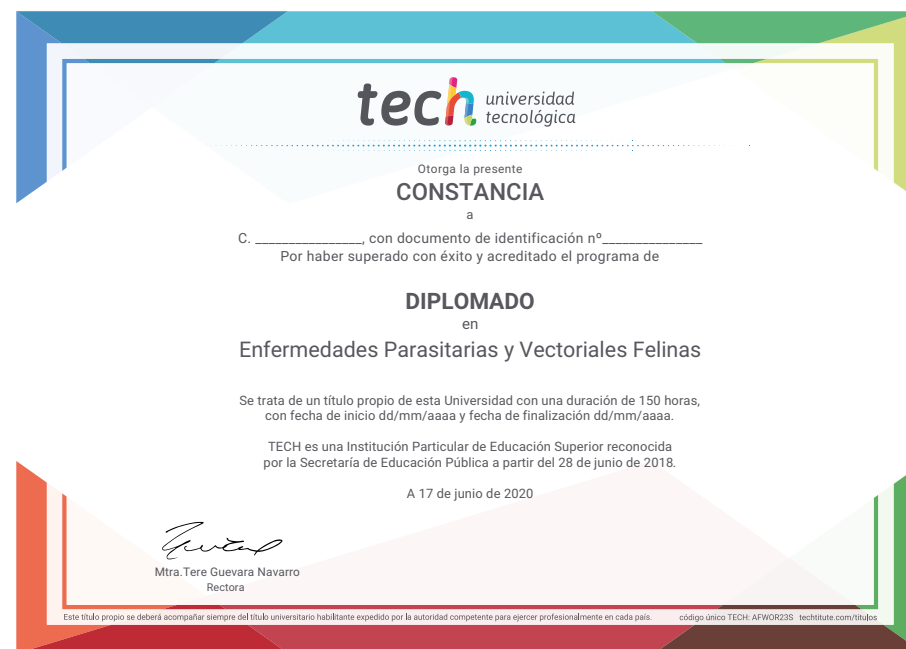 tech universidad
tecnológica
Otorga la presente
CONSTANCIA
a
C. ________________, con documento de identificación nº_______________
Por haber superado con éxito y acreditado el programa de
DIPLOMADO
en
Enfermedades Parasitarias y Vectoriales Felinas
Se trata de un título propio de esta Universidad con una duración de 150 horas,
con fecha de inicio dd/mm/aaaa y fecha de finalización dd/mm/aaaa.
TECH es una Institución Particular de Educación Superior reconocida
por la Secretaría de Educación Pública a partir del 28 de junio de 2018.
A 17 de junio de 2020
Mtra.Tere Guevara Navarro
Rectora
Este título propio se deberá acompañar siempre del título universitario habilitante expedido por la autoridad competente para ejercer profesionalmente en cada país. código único TECH: AFWOR23S techtitute.com/titulos